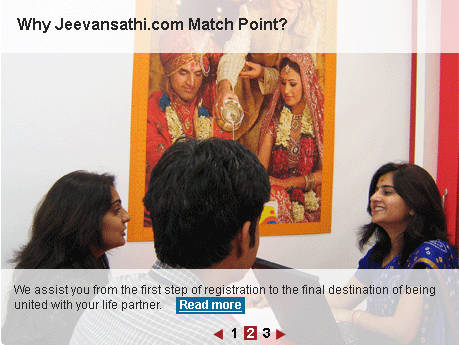 Why Jeevansathi.com Match Point?
We assist you from the first step of registration to the final destination of being
united with your life partner. Read more
1 2 3